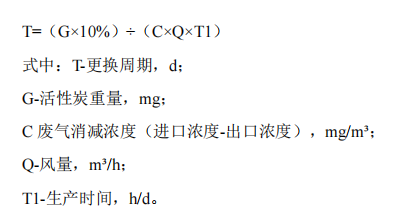 T=（G×10%）÷（C×Q×T1）
式中：T-更换周期，d；
G-活性炭重量，mg；
C 废气消减浓度（进口浓度-出口浓度），mg/m³；
Q-风量，m³/h；
T1-生产时间，h/d。